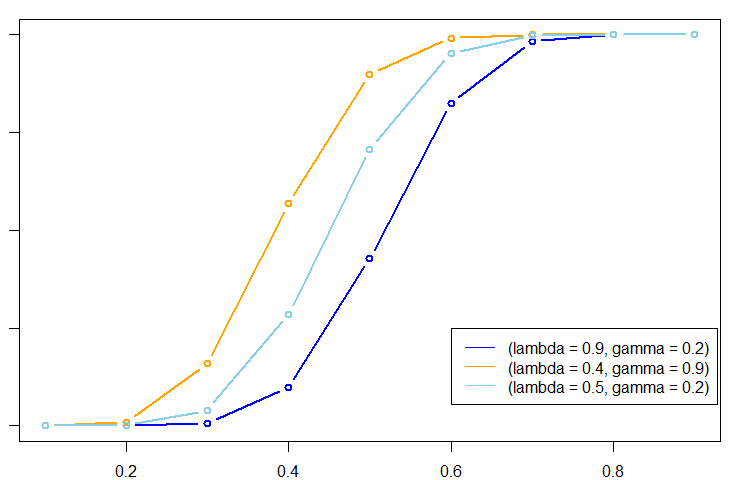 (lambda = 0.9, gamma = 0.2)
(lambda = 0.4, gamma = 0.9)
(lambda = 0.5, gamma = 0.2)
0.2 0.4 0.6 0.8